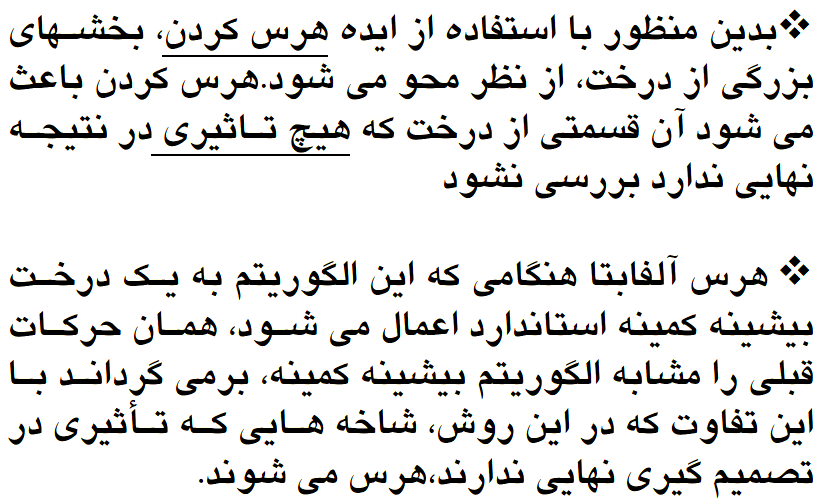 ❖بدین منظور با استفاده از ایده هرس کردن، بخشهای
بزرگی از درخت، از نظر محو می شود.هرس کردن باعث
می شود آن قسمتی از درخت که هیچ تاثیری در نتیجه
نهایی ندارد بررسی نشود
❖ هرس آلفابتا هنگامی که این الگوریتم به یک درخت
بیشینه کمینه استاندارد اعمال می شود، همان حرکات
قبلی را مشابه الگوریتم بیشینه کمینه، برمی گرداند با
این تفاوت که در این روش، شاخه هایی که تأثیری در
تصمیم گیری نهایی ندارند،هرس می شوند.